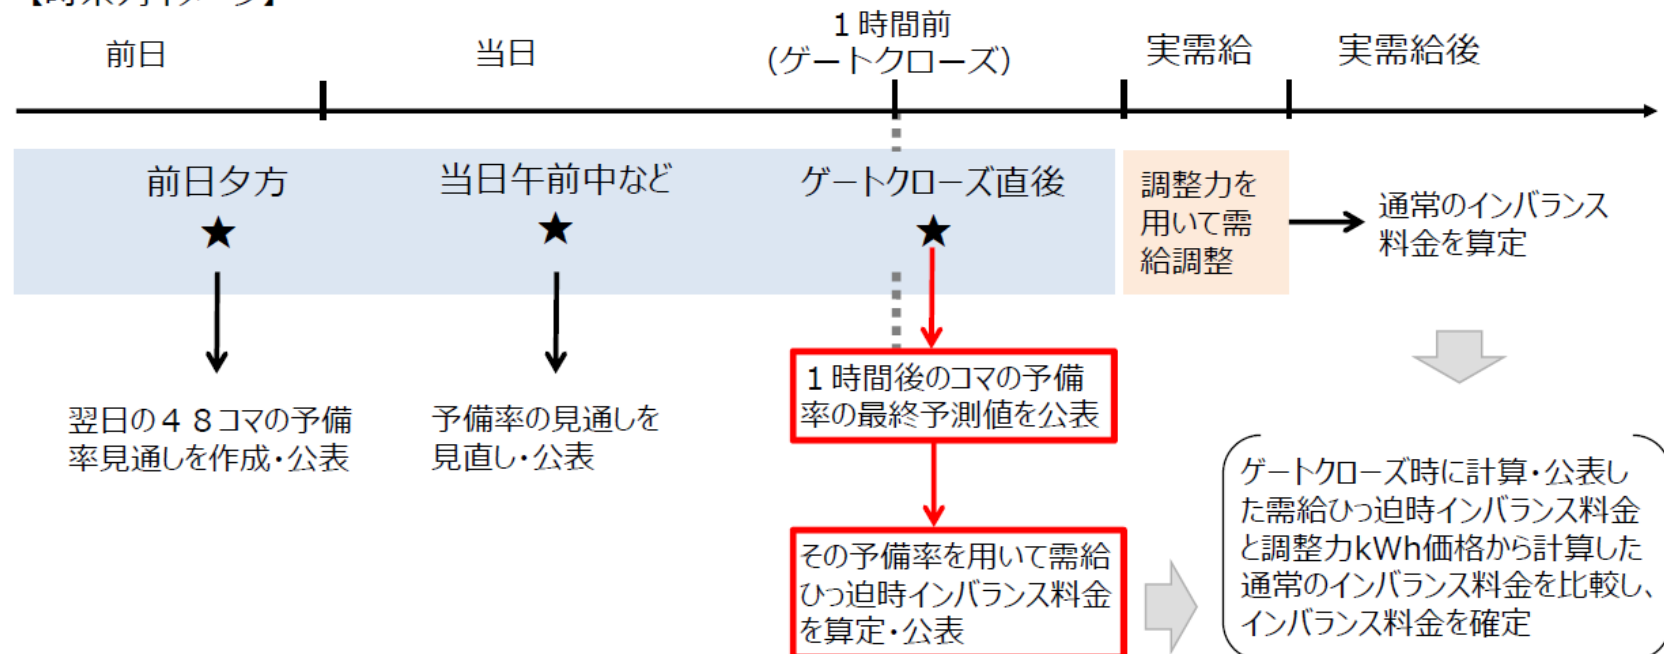 【時系列イメージ】
前日
当日
1時間前
（ゲートクローズ）
実需給
実需給後
前日夕方
★
当日午前中など
★
ゲートクローズ直後
★
調整力を
用いて需
給調整
通常のインバランス
料金を算定
翌日の４８コマの予備
率見通しを作成・公表
予備率の見通しを
見直し・公表
１時間後のコマの予備
率の最終予測値を公表
その予備率を用いて需給
ひっ迫時インバランス料金
を算定・公表
ゲートクローズ時に計算・公表し
た需給ひっ迫時インバランス料金
と調整力kWh価格から計算した
通常のインバランス料金を比較し、
インバランス料金を確定